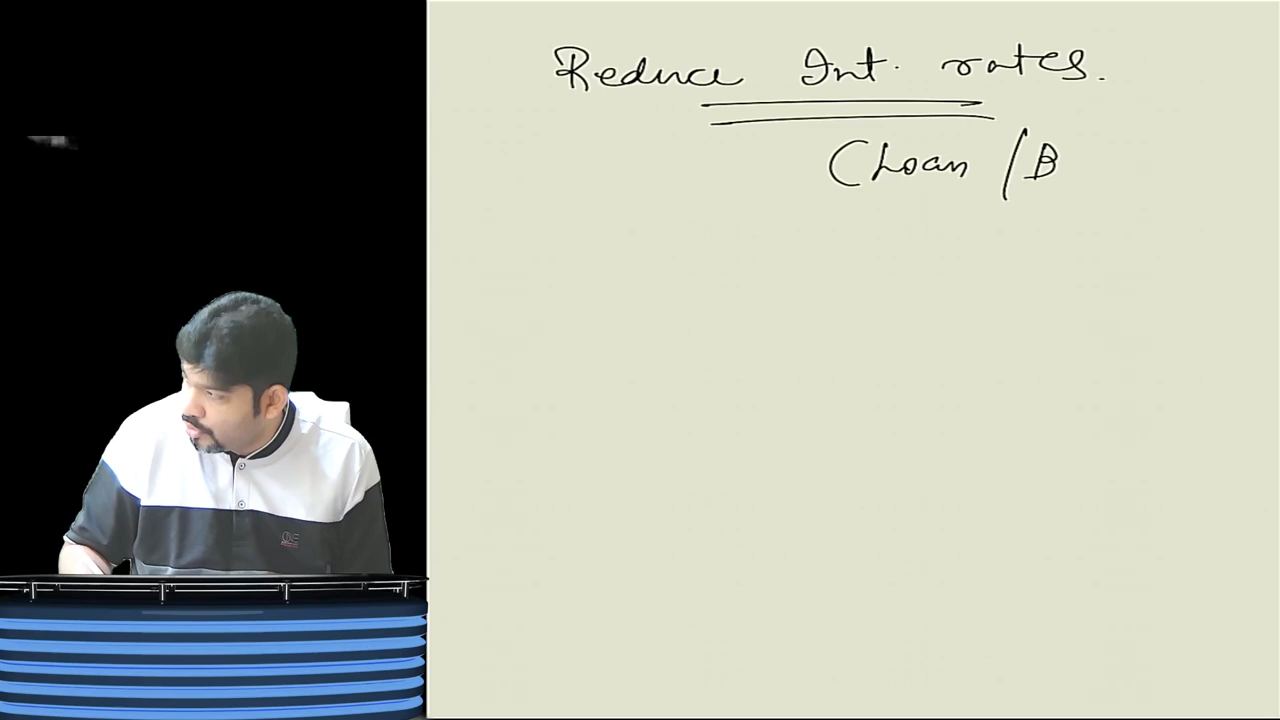 Reduce Int. rates.
(Loan / B